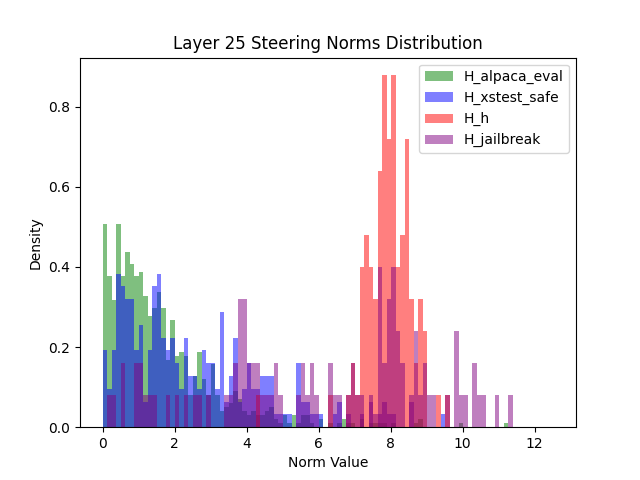 Layer 25 Steering Norms Distribution
H_alpaca_eval
H_xstest_safe
H_h
H_jailbreak
Density
0.8
0.6
0.4
0.2
0.0
0 2 4 6 8 10 12
Norm Value